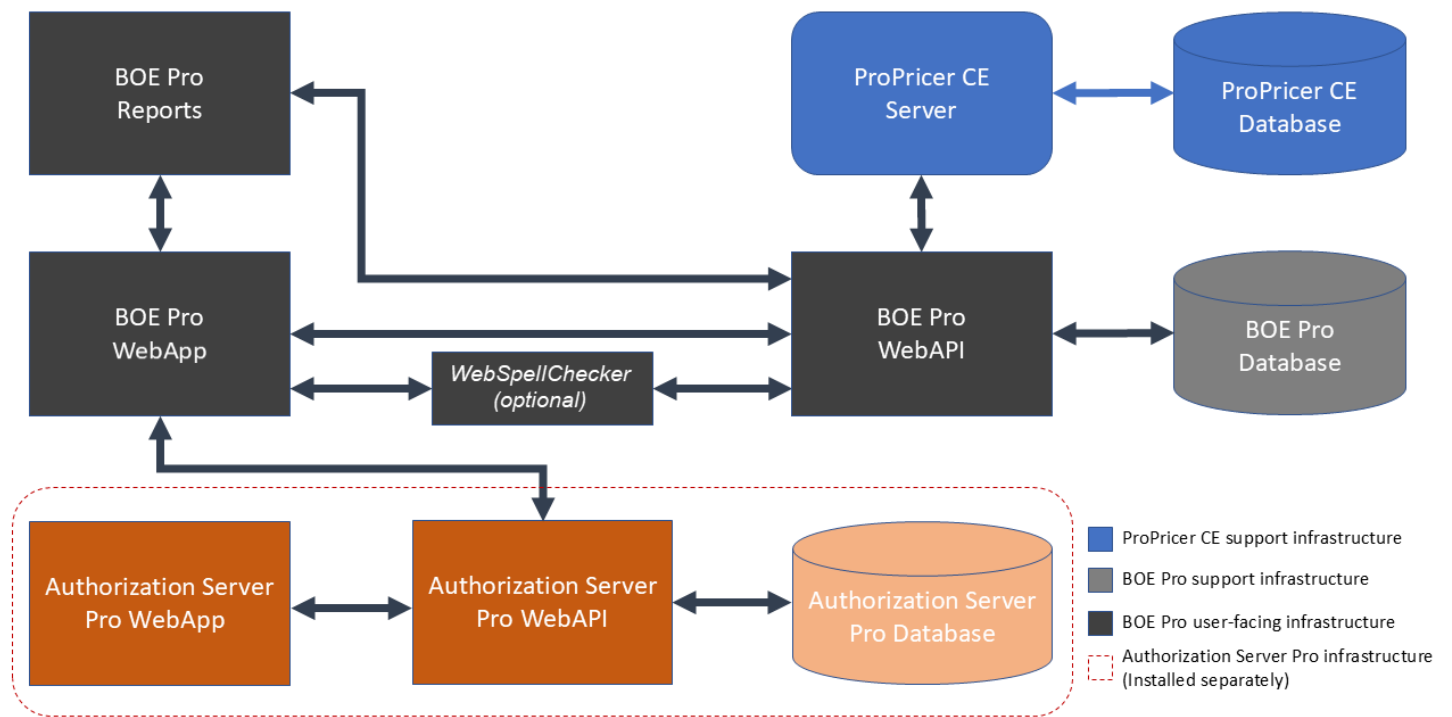 BOE Pro
Reports
ProPricer CE
Server
ProPricer CE
Database
BOE Pro
WebApp
WebSpellChecker
(optional)
BOE Pro
WebAPI
BOE Pro
Database
Authorization Server
Pro WebApp
Authorization Server
Pro WebAPI
Authorization Server
Pro Database
ProPricer CE support infrastructure
BOE Pro support infrastructure
BOE Pro user-facing infrastructure
Authorization Server Pro infrastructure
(Installed separately)